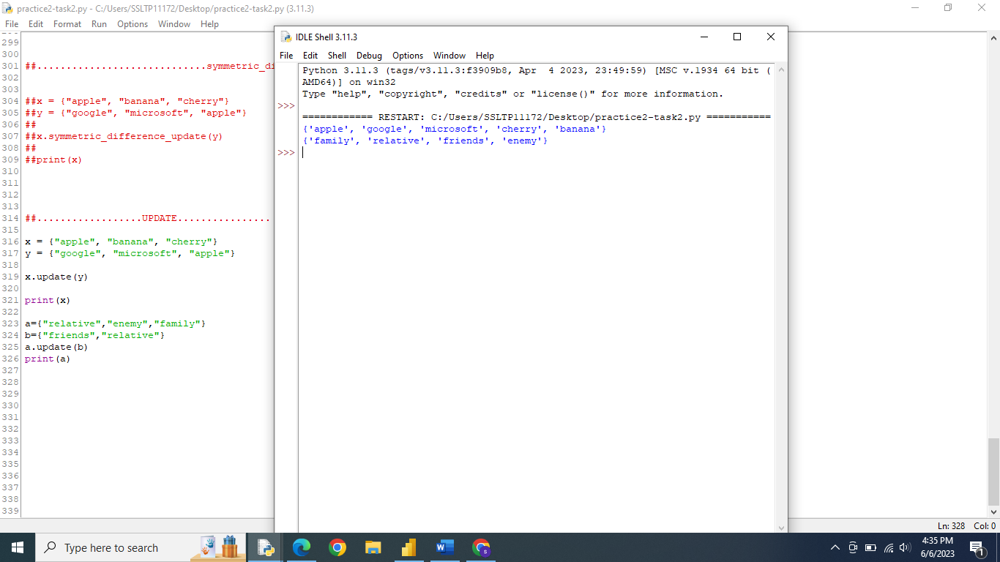 practice2-task2.py - C:/Users/SSLTP11172/Desktop/practice2-task2.py (3.11.3)
File Edit Format Run Options Window Help
299
300
301 ##.............................symmetric_di
302
303
304 ##x = {"apple", "banana", "cherry"}
305 ##y = {"google", "microsoft", "apple"}
306 ##
307 ##x.symmetric_difference_update(y)
308 ##
309 ##print(x)
310
311
312
313
314 ##..................UPDATE................
315
316 x = {"apple", "banana", "cherry"}
317 y = {"google", "microsoft", "apple"}
318
319 x.update(y)
320
321 print(x)
322
323 a={"relative","enemy","family"}
324 b={"friends","relative"}
325 a.update(b)
326 print(a)
327
328
329
330
331
332
333
334
335
336
337
338
339
IDLE Shell 3.11.3
File Edit Shell Debug Options Window Help
Python 3.11.3 (tags/v3.11.3:f3909b8, Apr  4 2023, 23:49:59) [MSC v.1934 64 bit (
AMD64)] on win32
Type "help", "copyright", "credits" or "license()" for more information.
>>>
============ RESTART: C:/Users/SSLTP11172/Desktop/practice2-task2.py ===========
{'apple', 'google', 'microsoft', 'cherry', 'banana'}
{'family', 'relative', 'friends', 'enemy'}
>>>
Ln: 328 Col: 0
Type here to search
4:35 PM
6/6/2023
1